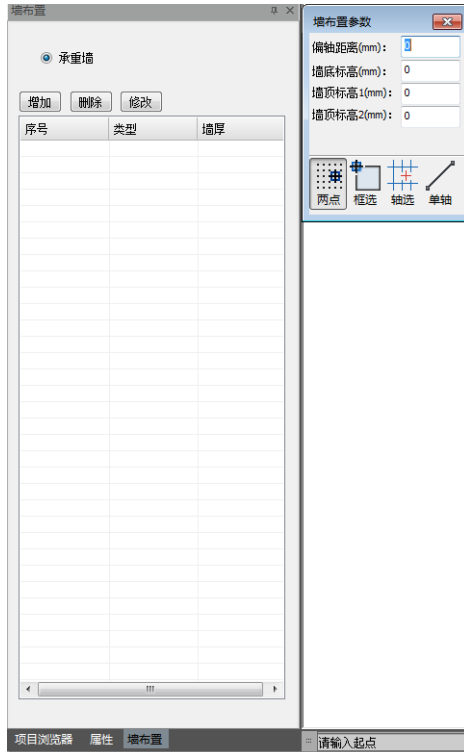 墙布置
承重墙
增加 删除 修改
序号 类型 墙厚
项目浏览器 属性 墙布置
墙布置参数
偏轴距离(mm): 0
墙底标高(mm): 0
墙顶标高1(mm): 0
墙顶标高2(mm): 0
两点 框选 轴选 单轴
请输入起点